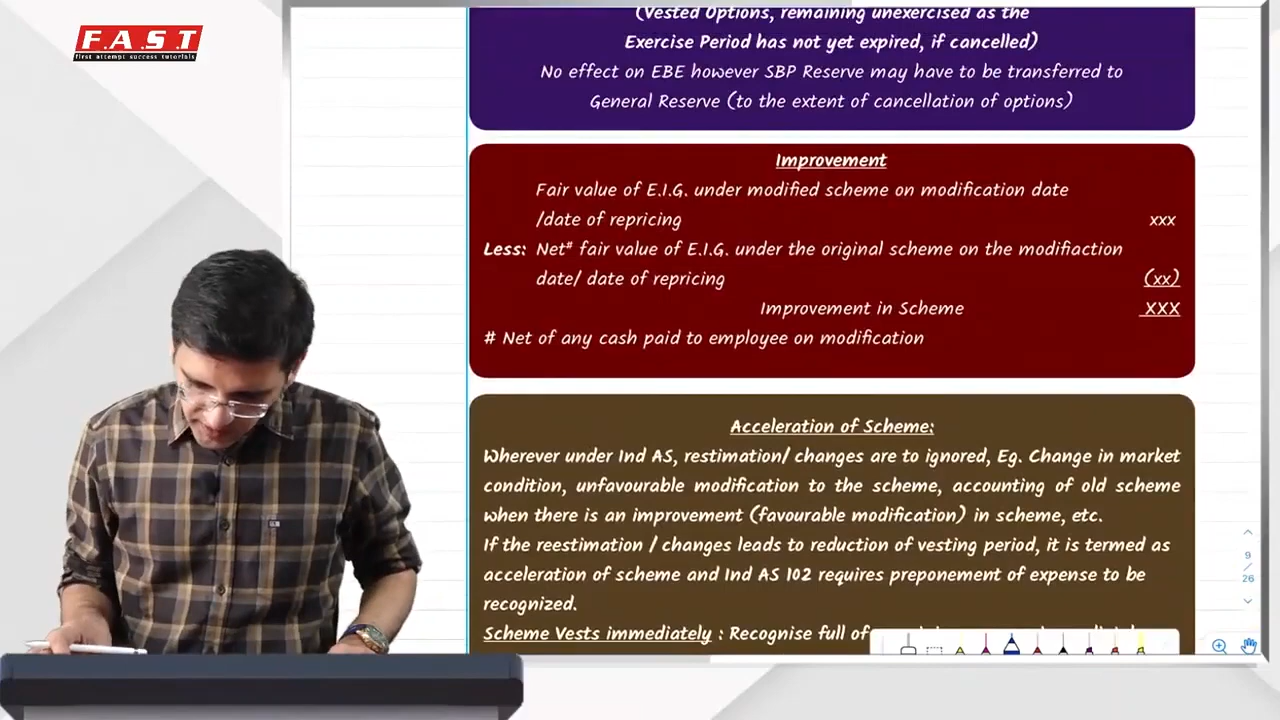 F.A.S.T
first attempt success tutorials
(Vested Options, remaining unexercised as the
Exercise Period has not yet expired, if cancelled)
No effect on EBE however SBP Reserve may have to be transferred to
General Reserve (to the extent of cancellation of options)
Improvement
Fair value of E.I.G. under modified scheme on modification date
/date of repricing xxx
Less: Net# fair value of E.I.G. under the original scheme on the modifiaction
date/ date of repricing (xx)
Improvement in Scheme XXX
# Net of any cash paid to employee on modification
Acceleration of Scheme:
Wherever under Ind AS, restimation/ changes are to ignored, Eg. Change in market
condition, unfavourable modification to the scheme, accounting of old scheme
when there is an improvement (favourable modification) in scheme, etc.
If the reestimation / changes leads to reduction of vesting period, it is termed as
acceleration of scheme and Ind AS 102 requires preponement of expense to be
recognized.
Scheme Vests immediately : Recognise full of
9
/
26